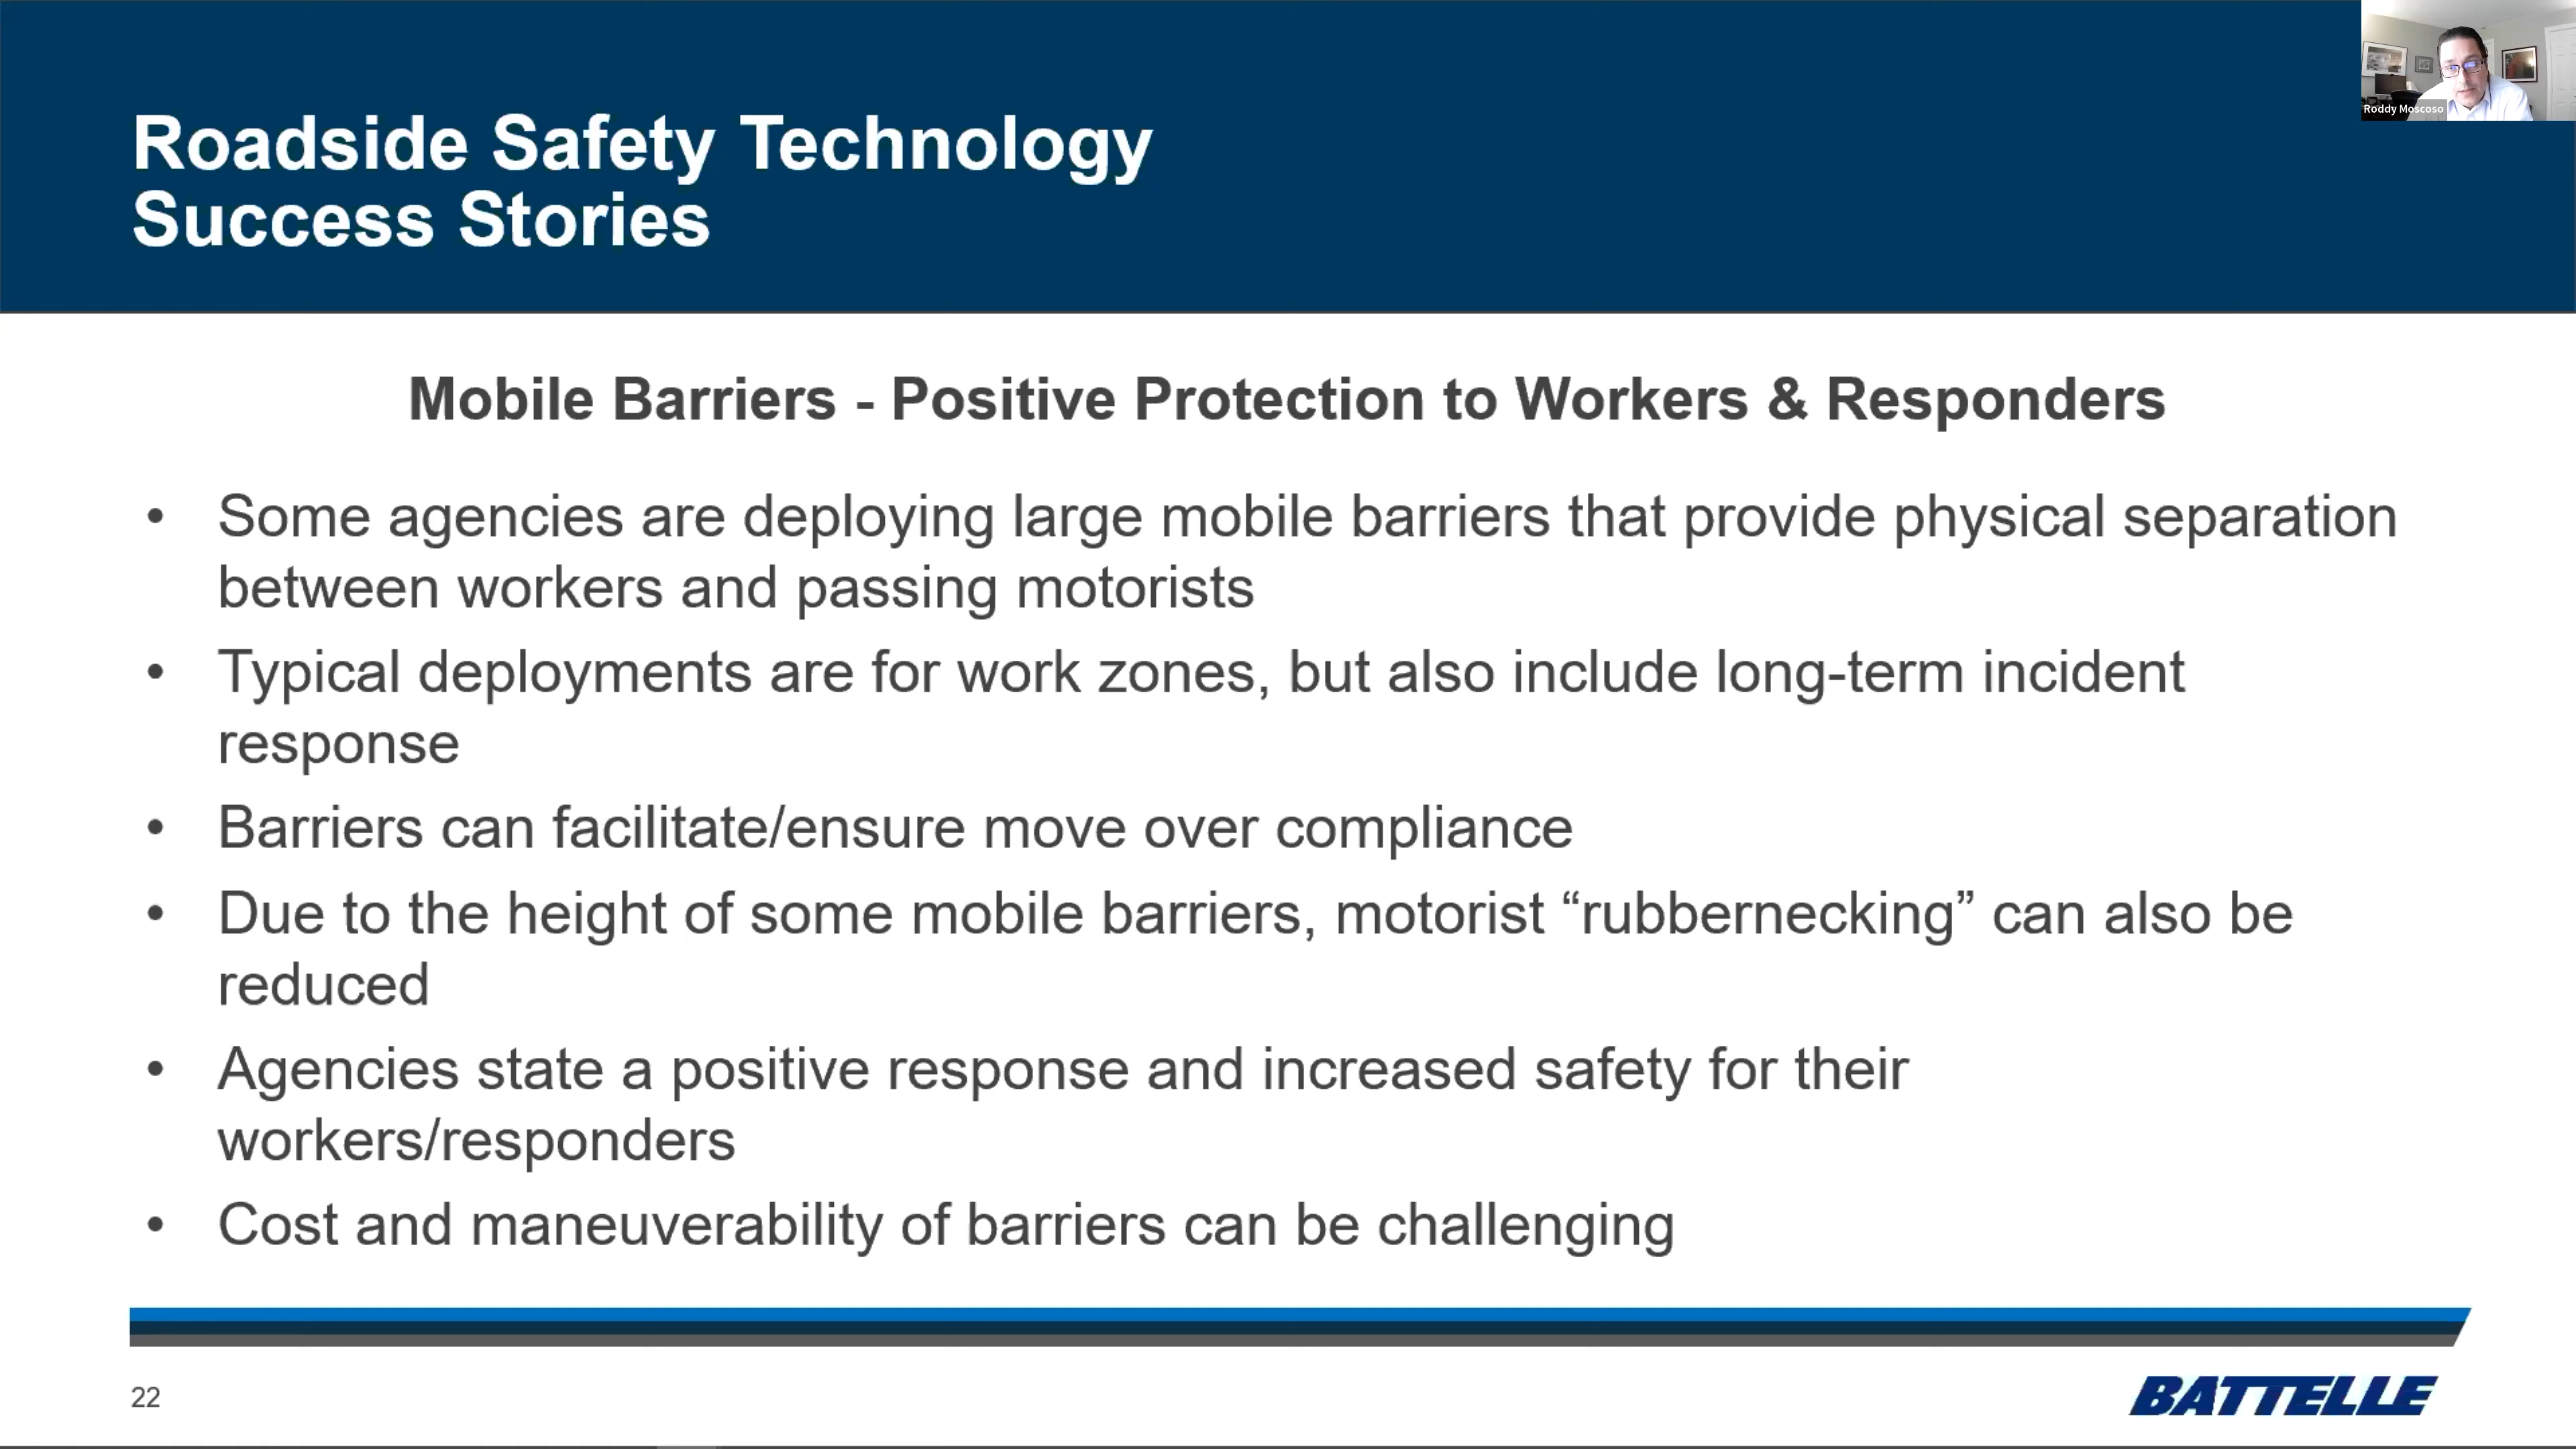 Roddy Moscoso
Roadside Safety Technology
Success Stories
Mobile Barriers - Positive Protection to Workers & Responders
• Some agencies are deploying large mobile barriers that provide physical separation
between workers and passing motorists
• Typical deployments are for work zones, but also include long-term incident
response
• Barriers can facilitate/ensure move over compliance
• Due to the height of some mobile barriers, motorist “rubbernecking” can also be
reduced
• Agencies state a positive response and increased safety for their
workers/responders
• Cost and maneuverability of barriers can be challenging
22
BATTELLE